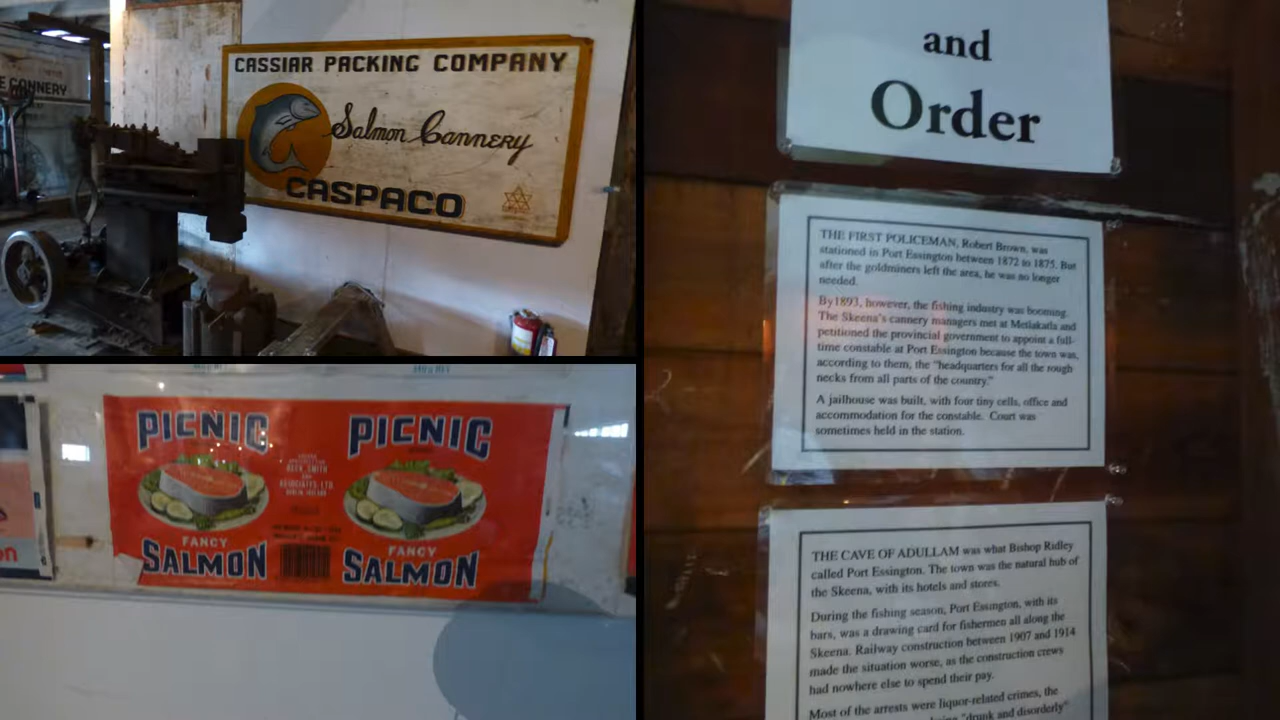 E CANNERY
CASSIAR PACKING COMPANY
Salmon Cannery
CASPACO
PICNIC
FANCY
SALMON
PICNIC
FANCY
SALMON
and
Order
THE FIRST POLICEMAN, Robert Brown, was
stationed in Port Essington between 1872 to 1875. But
after the goldminers left the area, he was no longer
needed.
By1893, however, the fishing industry was booming.
The Skeena's cannery managers met at Metlakatla and
petitioned the provincial government to appoint a full-
time constable at Port Essington because the town was,
according to them, the "headquarters for all the rough
necks from all parts of the country."
A jailhouse was built, with four tiny cells, office and
accommodation for the constable. Court was
sometimes held in the station.
THE CAVE OF ADULLAM was what Bishop Ridley
called Port Essington. The town was the natural hub of
the Skeena, with its hotels and stores.
During the fishing season, Port Essington, with its
bars, was a drawing card for fishermen all along the
Skeena. Railway construction between 1907 and 1914
made the situation worse, as the construction crews
had nowhere else to spend their pay.
Most of the arrests were liquor-related crimes, the
"drunk and disorderly"